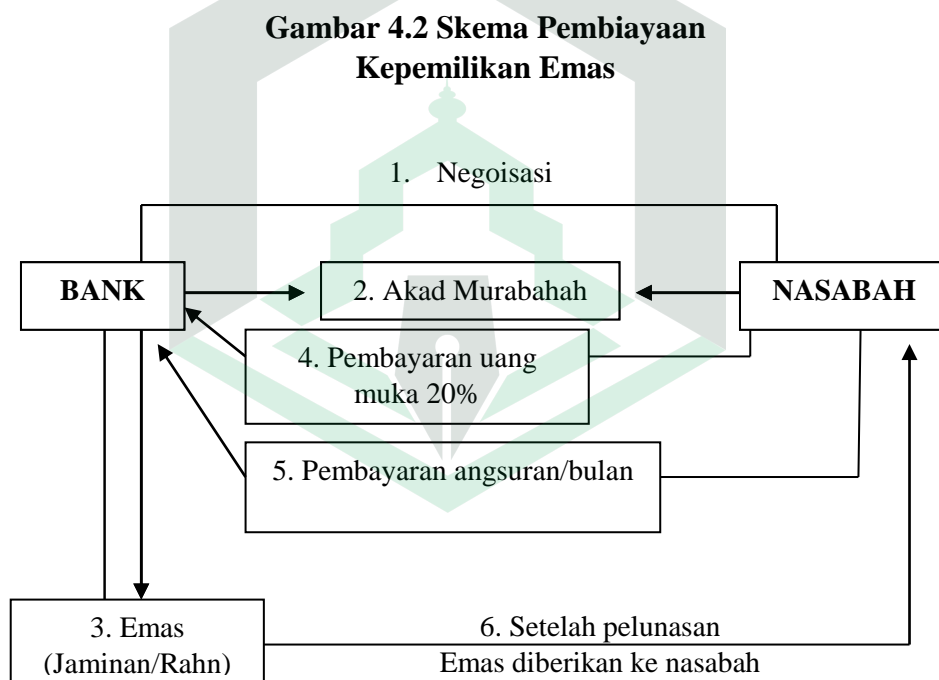 Gambar 4.2 Skema Pembiayaan
Kepemilikan Emas
1. Negoisasi
BANK
2. Akad Murabahah
NASABAH
4. Pembayaran uang
muka 20%
5. Pembayaran angsuran/bulan
3. Emas
(Jaminan/Rahn)
6. Setelah pelunasan
Emas diberikan ke nasabah